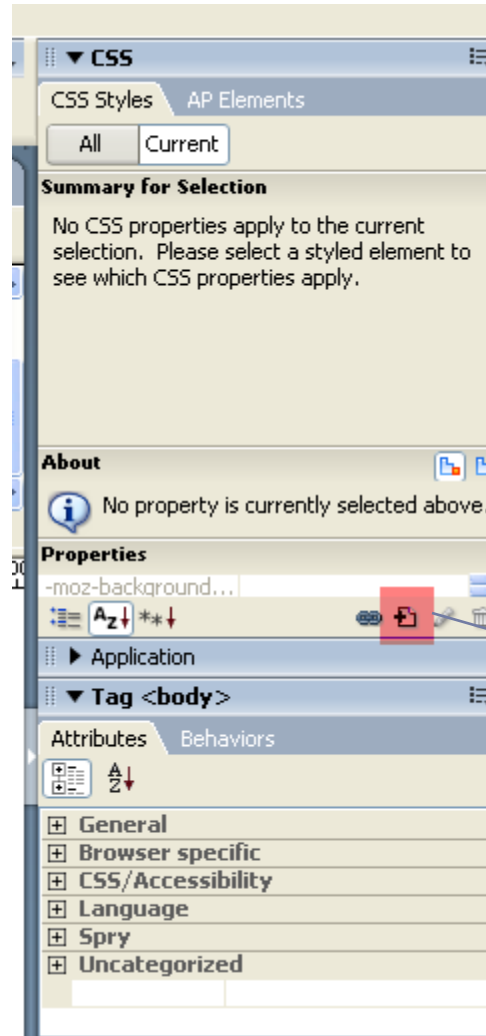 CSS
CSS Styles AP Elements
All Current
Summary for Selection
No CSS properties apply to the current
selection. Please select a styled element to
see which CSS properties apply.
About
No property is currently selected above.
Properties
-moz-background...
Application
Tag <body>
Attributes Behaviors
General
Browser specific
CSS/Accessibility
Language
Spry
Uncategorized